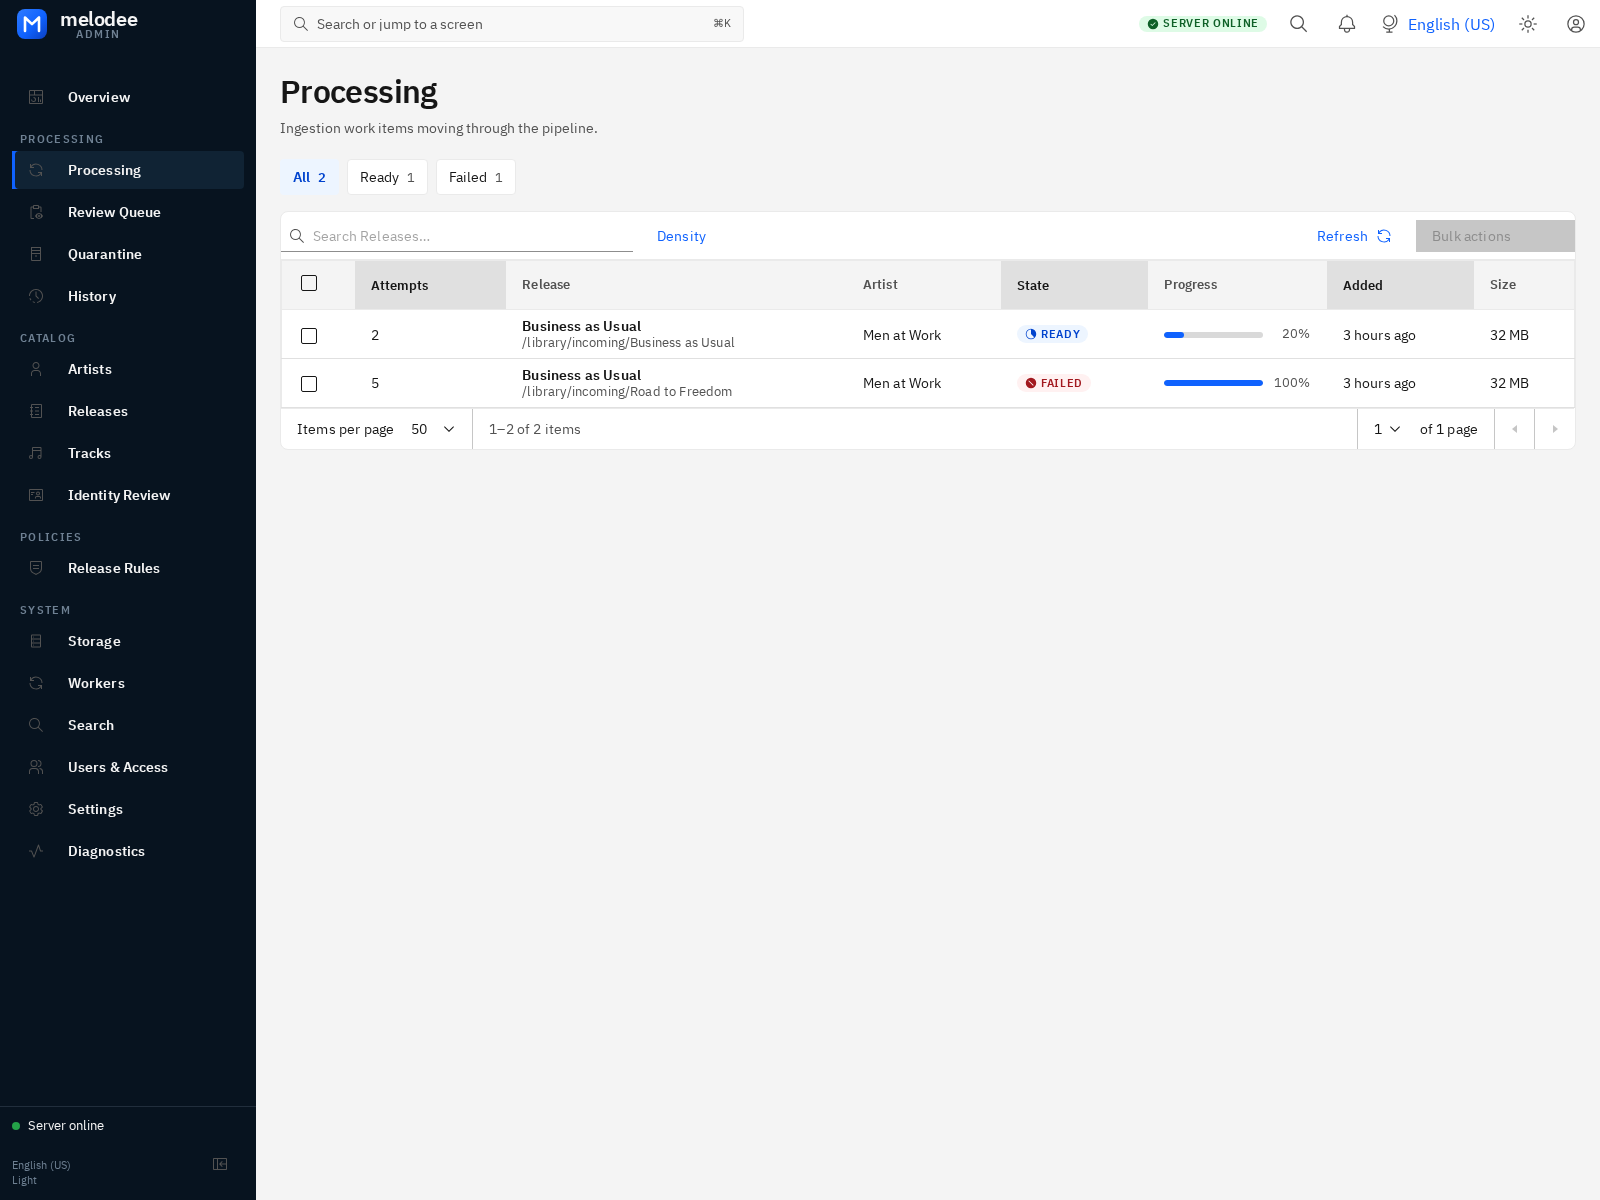 melodee
ADMIN
Overview
PROCESSING
Processing
Review Queue
Quarantine
History
CATALOG
Artists
Releases
Tracks
Identity Review
POLICIES
Release Rules
SYSTEM
Storage
Workers
Search
Users & Access
Settings
Diagnostics
Server online
English (US)
Light
Search or jump to a screen ⌘K
SERVER ONLINE
English (US)
Processing
Ingestion work items moving through the pipeline.
All 2
Ready 1
Failed 1
Search Releases...
Density
Refresh
Bulk actions
Attempts Release Artist State Progress Added Size
2 Business as Usual Men at Work READY 20% 3 hours ago 32 MB
/library/incoming/Business as Usual
5 Business as Usual Men at Work FAILED 100% 3 hours ago 32 MB
/library/incoming/Road to Freedom
Items per page 50 1–2 of 2 items 1 of 1 page